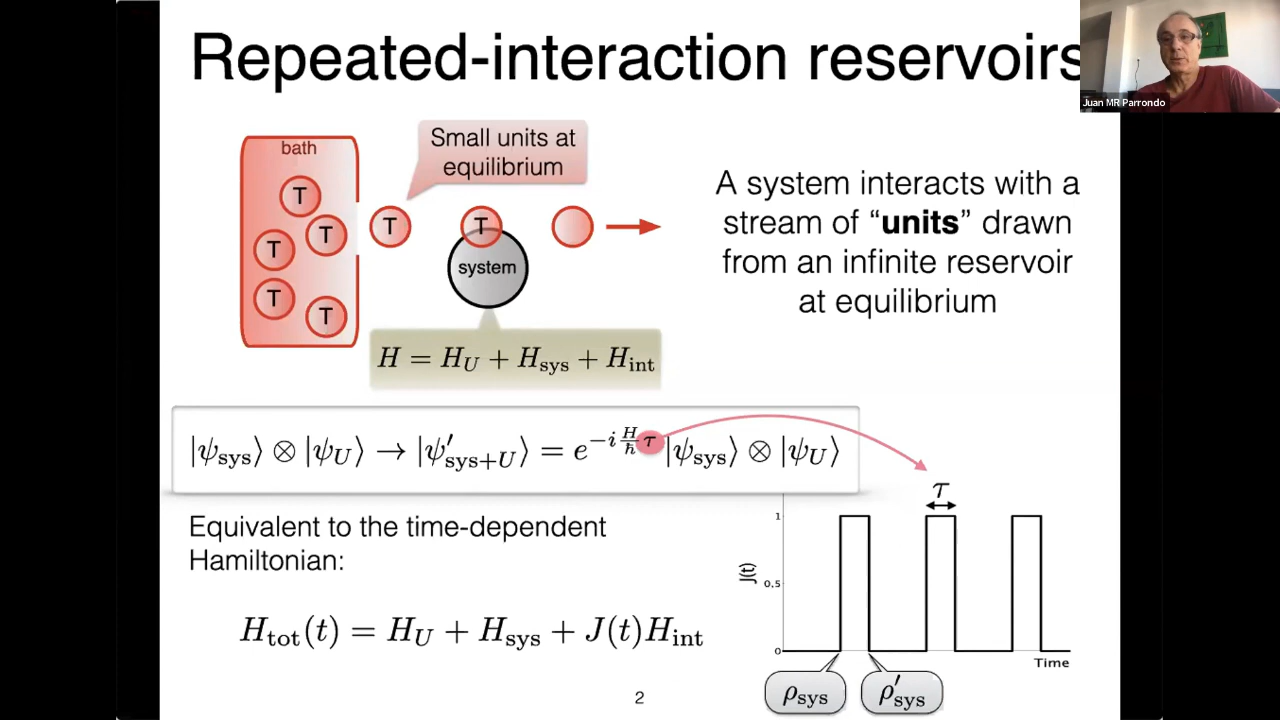 Repeated-interaction reservoirs
Juan MR Parrondo
bath
T
T
T
T
T
Small units at
equilibrium
T
T
system
H = H_U + H_sys + H_int
A system interacts with a
stream of “units” drawn
from an infinite reservoir
at equilibrium
|ψ_sys⟩ ⊗ |ψ_U⟩ → |ψ′_sys+U⟩ = e^{−i H/ħ τ} |ψ_sys⟩ ⊗ |ψ_U⟩
Equivalent to the time-dependent
Hamiltonian:
H_tot(t) = H_U + H_sys + J(t)H_int
τ
1
J(t)
0,5
0
Time
ρ_sys
ρ′_sys
2